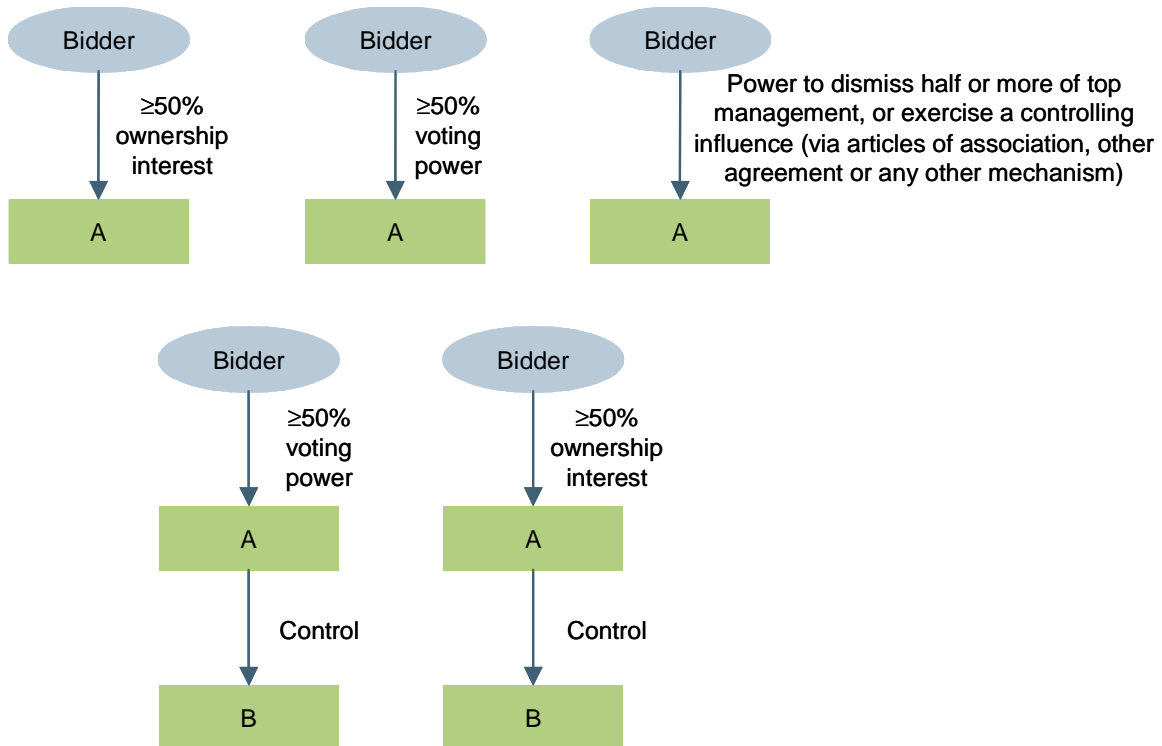 Bidder
Bidder
Bidder
≥50%
ownership
interest
≥50%
voting
power
Power to dismiss half or more of top
management, or exercise a controlling
influence (via articles of association, other
agreement or any other mechanism)
A
A
A
Bidder
Bidder
≥50%
voting
power
≥50%
ownership
interest
A
A
Control
Control
B
B